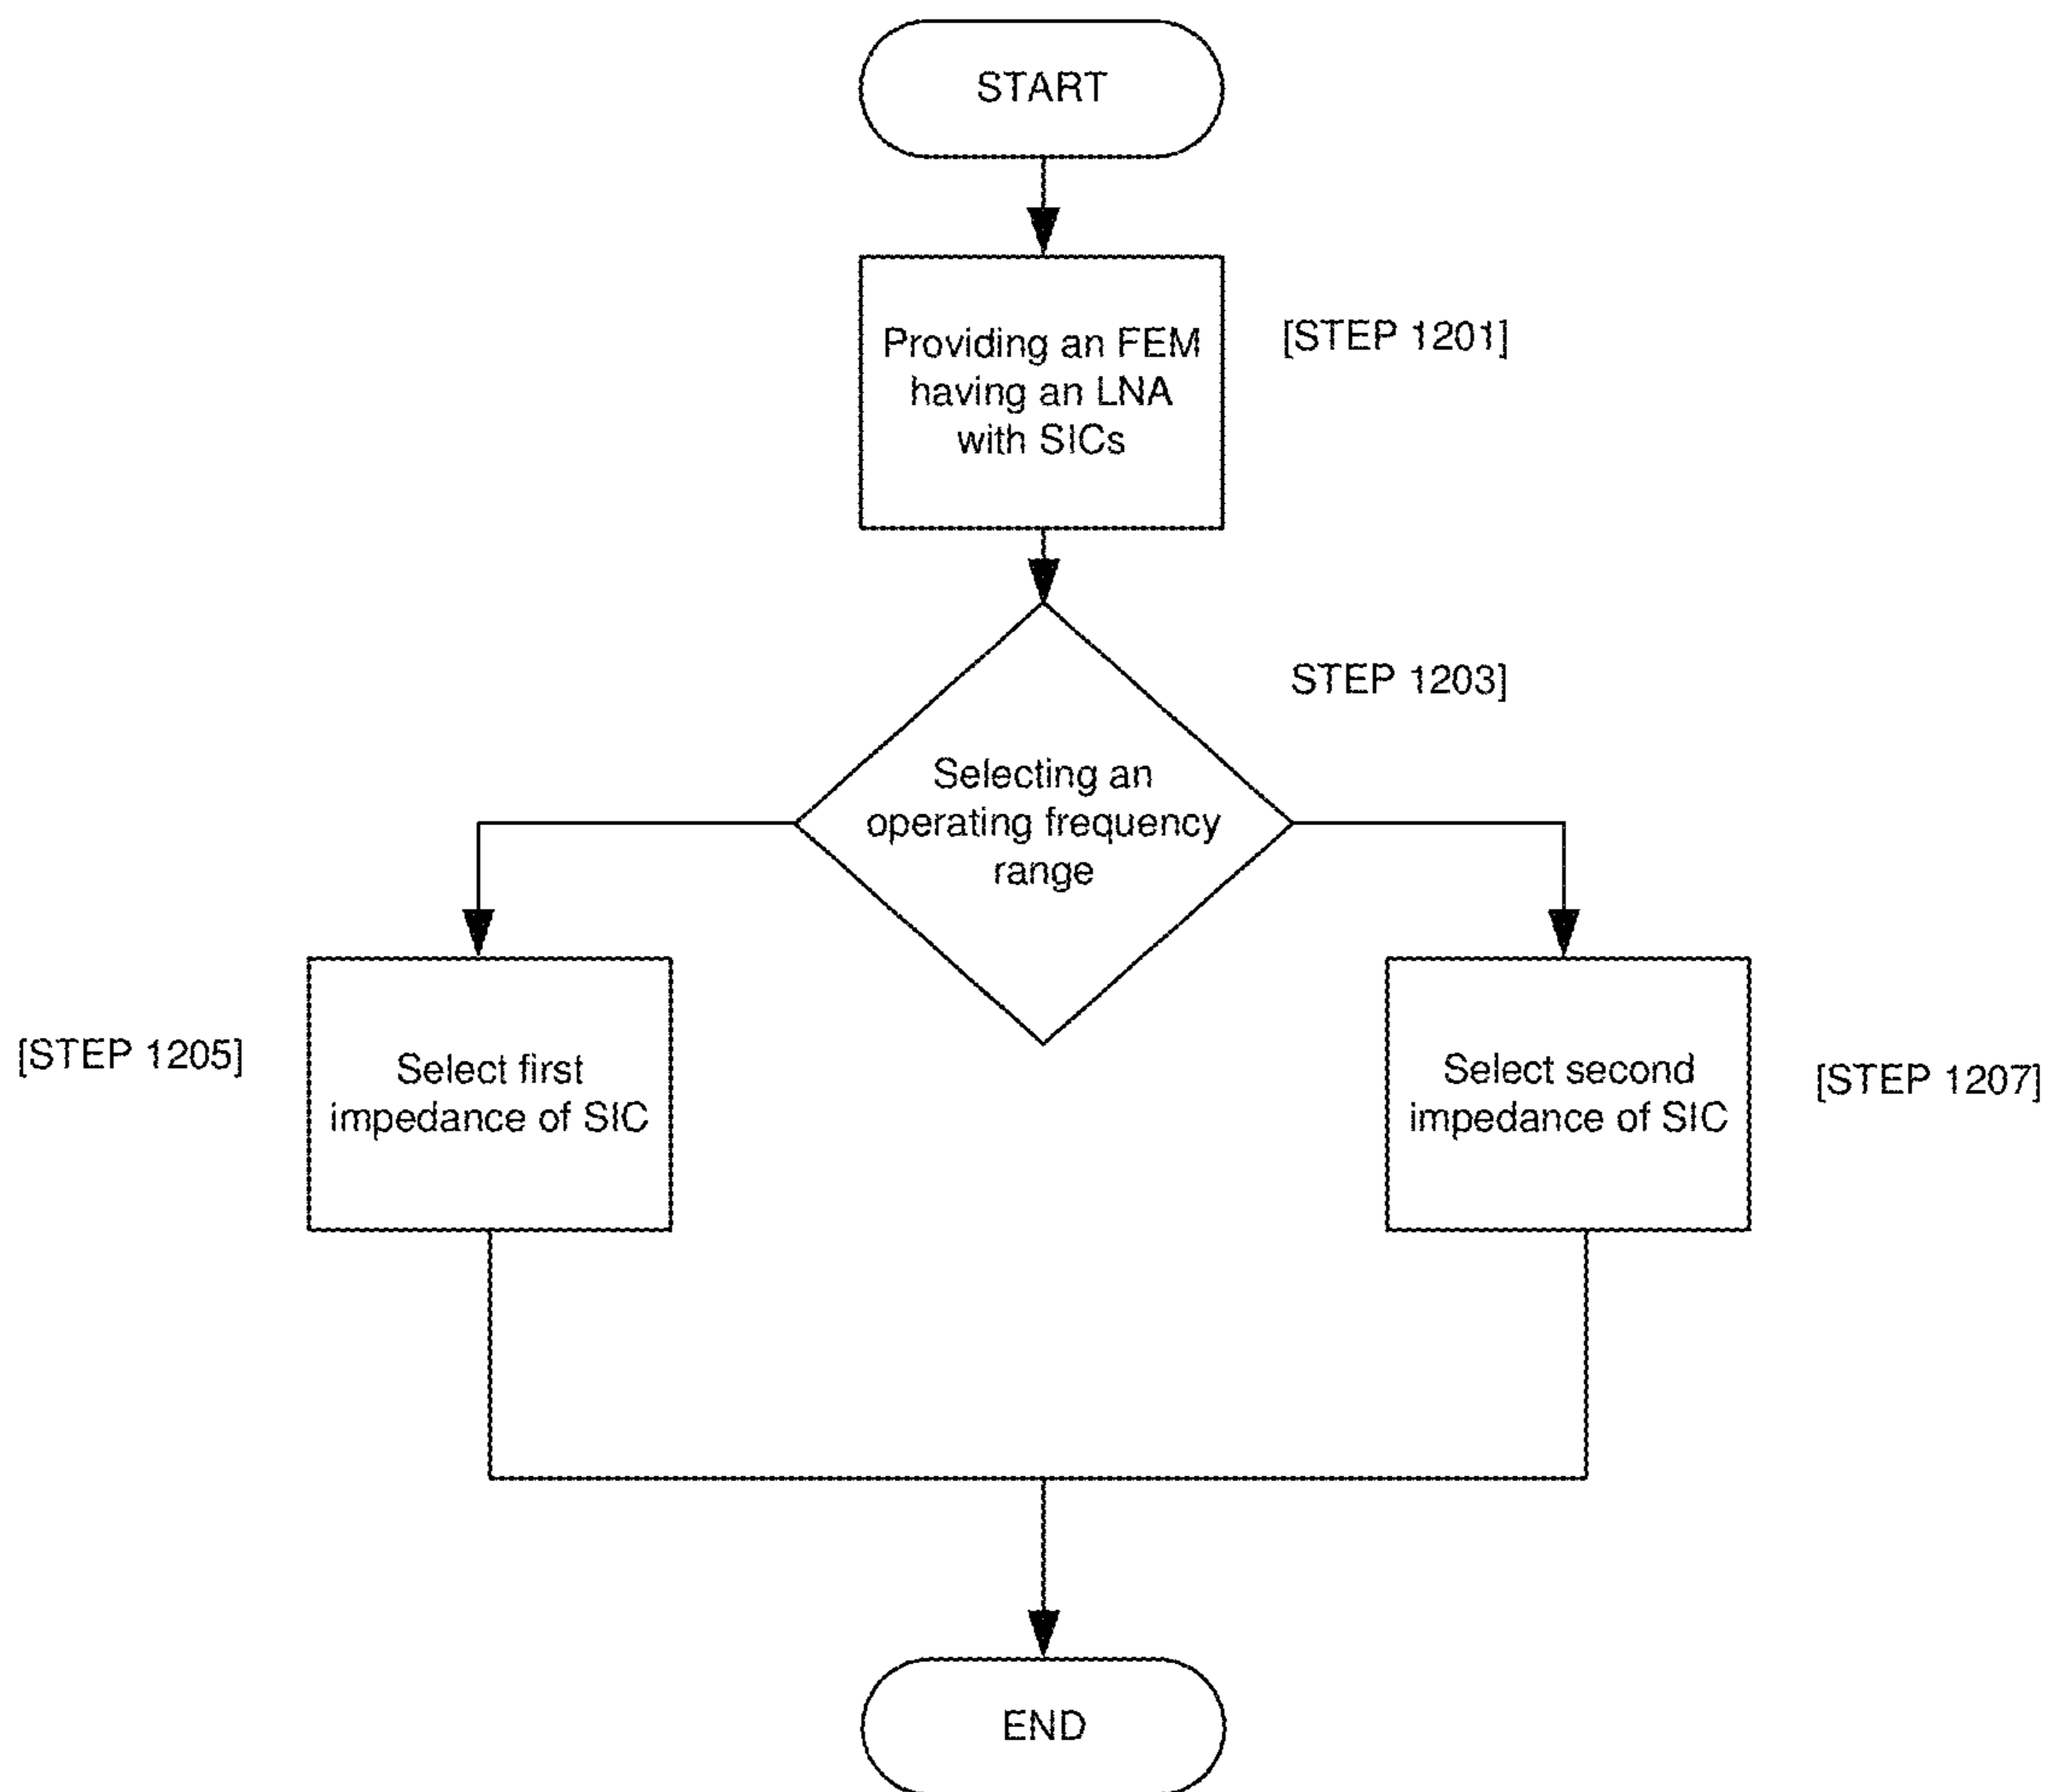 START
Providing an FEM
having an LNA
with SICs
[STEP 1201]
STEP 1203]
Selecting an
operating frequency
range
[STEP 1205]
Select first
impedance of SIC
Select second
impedance of SIC
[STEP 1207]
END